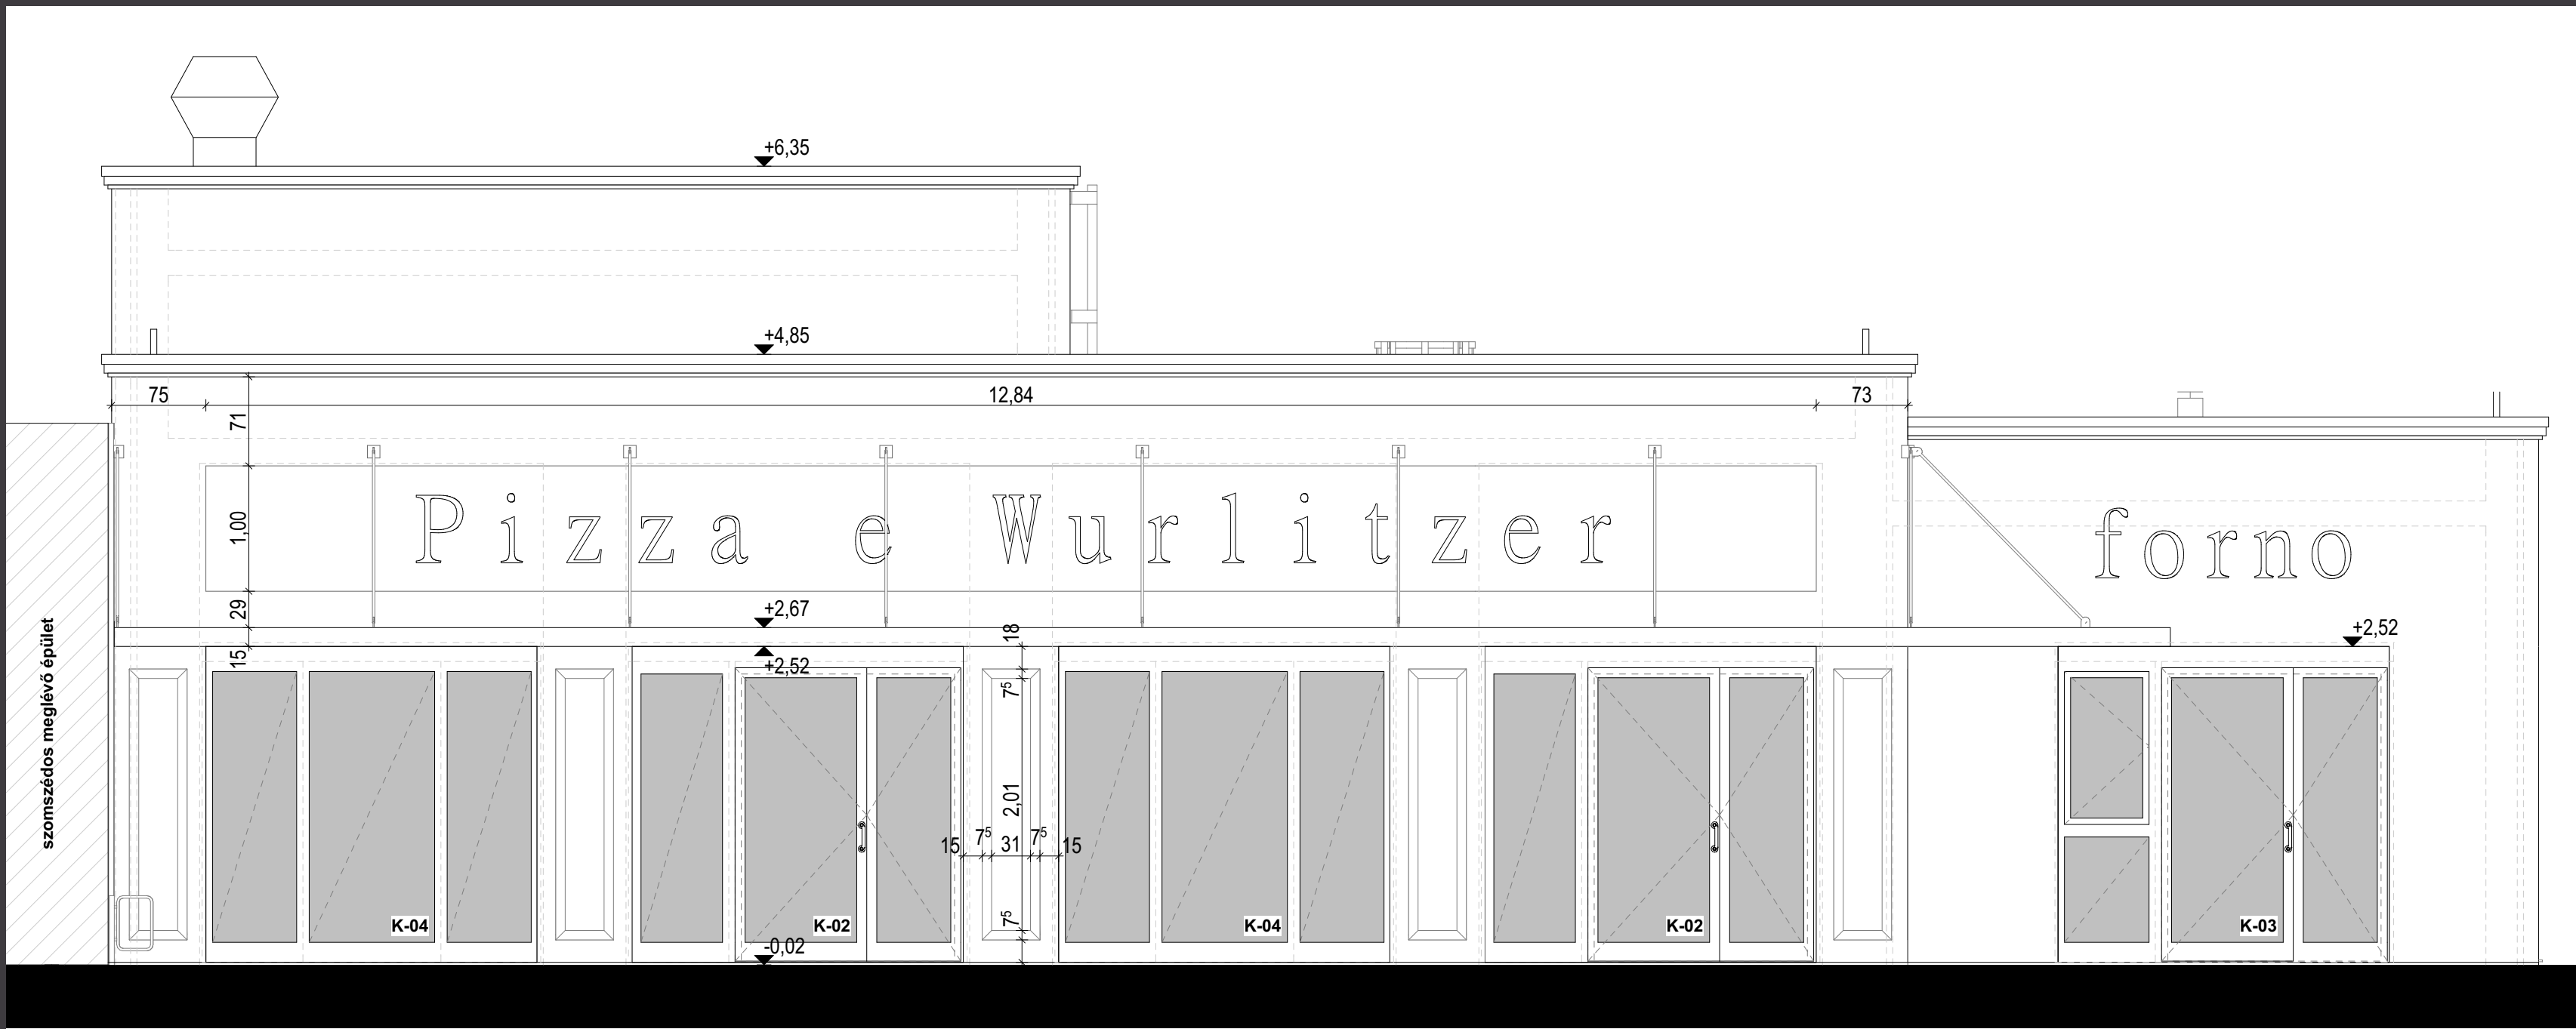 +6,35
+4,85
75 12,84 73
71
Pizza e Wurlitzer
forno
1,00
29
+2,67
18
+2,52
15
+2,52
7⁵
szomszédos meglévő épület
2,01
15 7⁵ 31 7⁵ 15
7⁵
K-04
K-02
K-04
K-02
K-03
-0,02